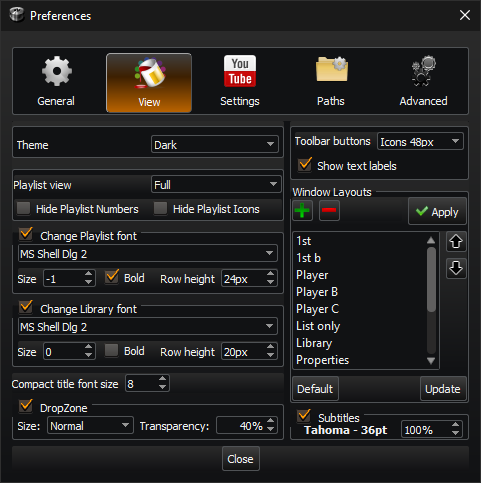 Preferences
General
View
You
Tube
Settings
Paths
Advanced
Theme
Dark
Playlist view
Full
Hide Playlist Numbers
Hide Playlist Icons
Change Playlist font
MS Shell Dlg 2
Size -1
Bold
Row height 24px
Change Library font
MS Shell Dlg 2
Size 0
Bold
Row height 20px
Compact title font size 8
DropZone
Size: Normal
Transparency: 40%
Toolbar buttons
Icons 48px
Show text labels
Window Layouts
Apply
1st
1st b
Player
Player B
Player C
List only
Library
Properties
Default
Update
Subtitles
Tahoma - 36pt
100%
Close